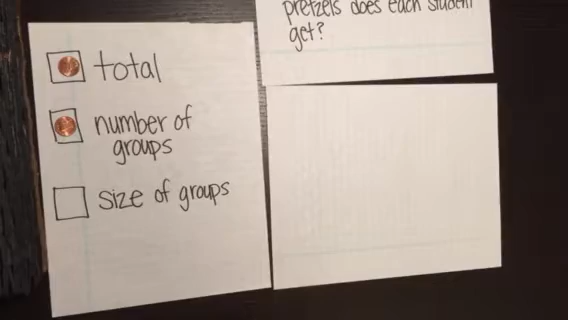 pretzels does each student
get?
total
number of
groups
size of groups